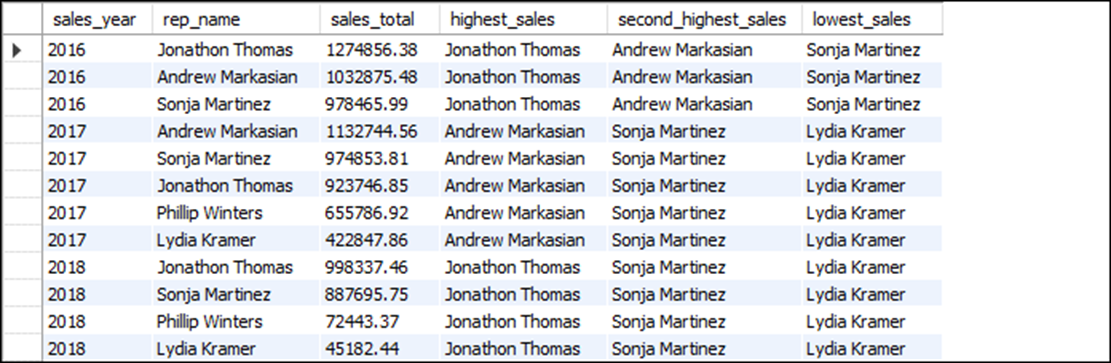 sales_year rep_name sales_total highest_sales second_highest_sales lowest_sales
2016 Jonathon Thomas 1274856.38 Jonathon Thomas Andrew Markasian Sonja Martinez
2016 Andrew Markasian 1032875.48 Jonathon Thomas Andrew Markasian Sonja Martinez
2016 Sonja Martinez 978465.99 Jonathon Thomas Andrew Markasian Sonja Martinez
2017 Andrew Markasian 1132744.56 Andrew Markasian Sonja Martinez Lydia Kramer
2017 Sonja Martinez 974853.81 Andrew Markasian Sonja Martinez Lydia Kramer
2017 Jonathon Thomas 923746.85 Andrew Markasian Sonja Martinez Lydia Kramer
2017 Phillip Winters 655786.92 Andrew Markasian Sonja Martinez Lydia Kramer
2017 Lydia Kramer 422847.86 Andrew Markasian Sonja Martinez Lydia Kramer
2018 Jonathon Thomas 998337.46 Jonathon Thomas Sonja Martinez Lydia Kramer
2018 Sonja Martinez 887695.75 Jonathon Thomas Sonja Martinez Lydia Kramer
2018 Phillip Winters 72443.37 Jonathon Thomas Sonja Martinez Lydia Kramer
2018 Lydia Kramer 45182.44 Jonathon Thomas Sonja Martinez Lydia Kramer